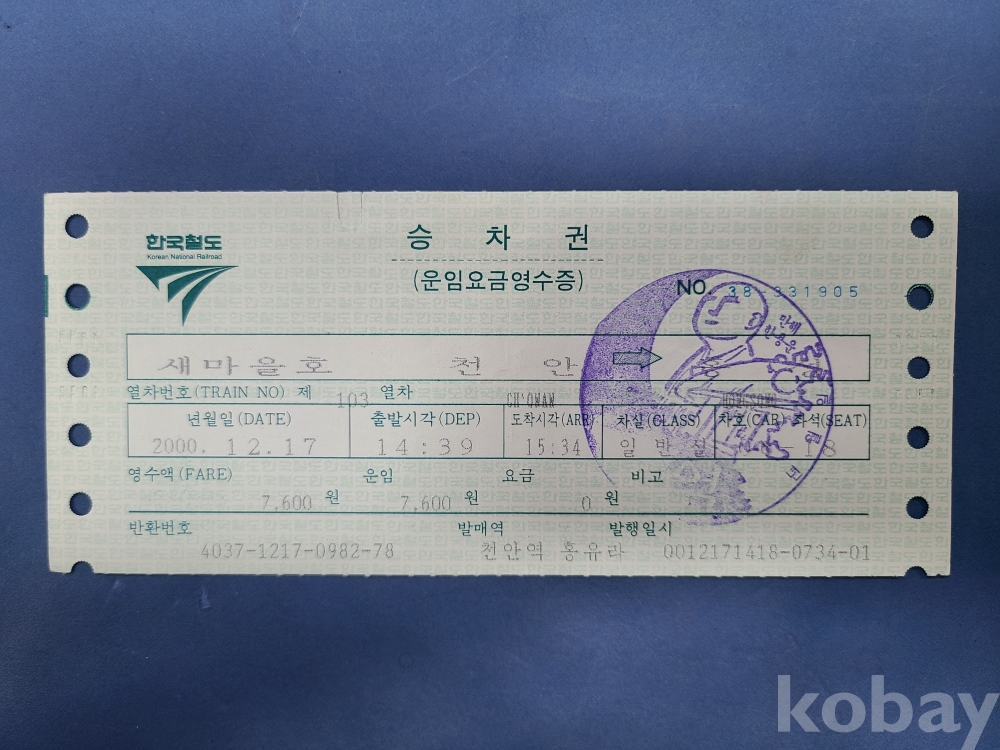 한국철도
Korean National Railroad
승 차 권
(운임요금영수증)
NO. 38-331905
새마을호 천 안
열차번호(TRAIN NO) 제 103 열차 CH'ONAN
만해 한용운
년월일(DATE) 출발시각(DEP) 도착시각(ARR) 차실(CLASS) 차호(CAR) 좌석(SEAT)
2000. 12.17 14:39 15:34 일반실 18
영수액(FARE) 운임 요금 비고
7,600 원 7,600 원 0 원
반환번호 발매역 발행일시
4037-1217-0982-78 천안역 홍유라 0012171418-0734-01
kobay